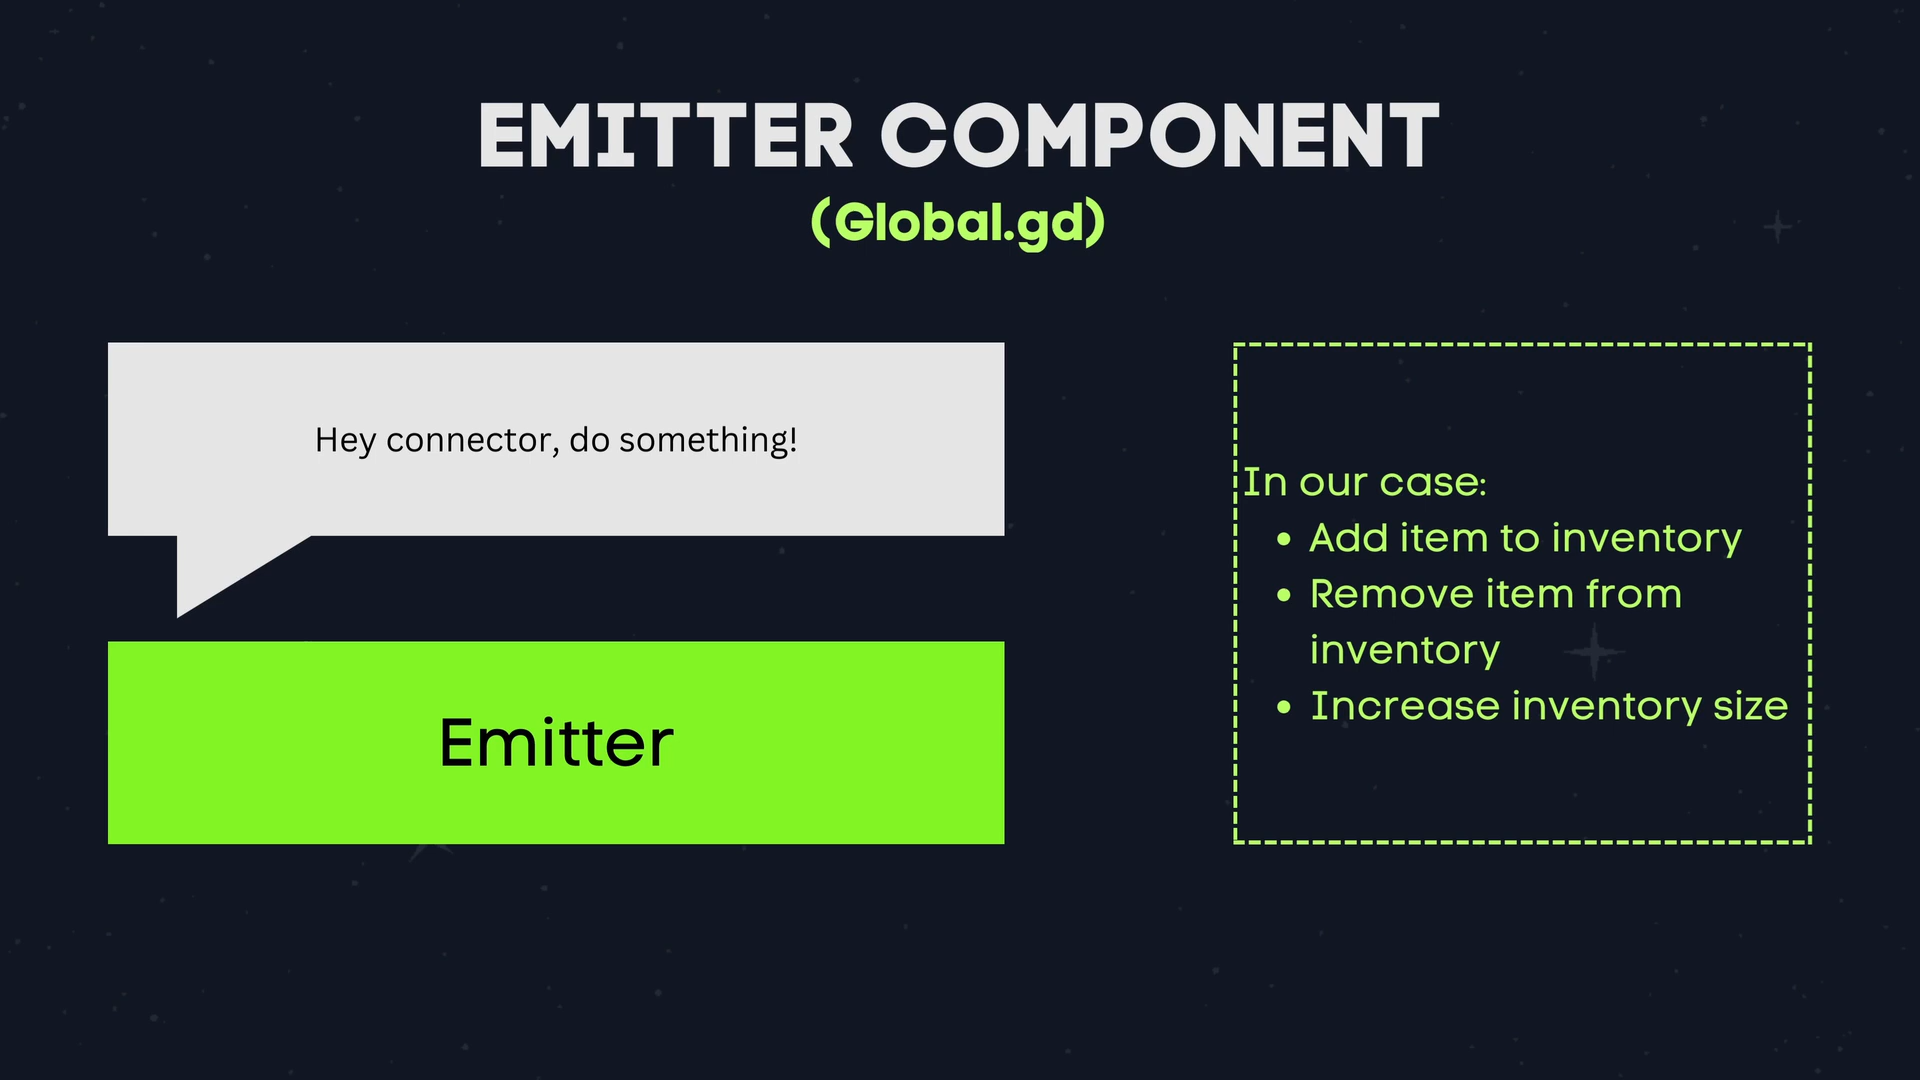 EMITTER COMPONENT
(Global.gd)
Hey connector, do something!
Emitter
In our case:
• Add item to inventory
• Remove item from
inventory
• Increase inventory size